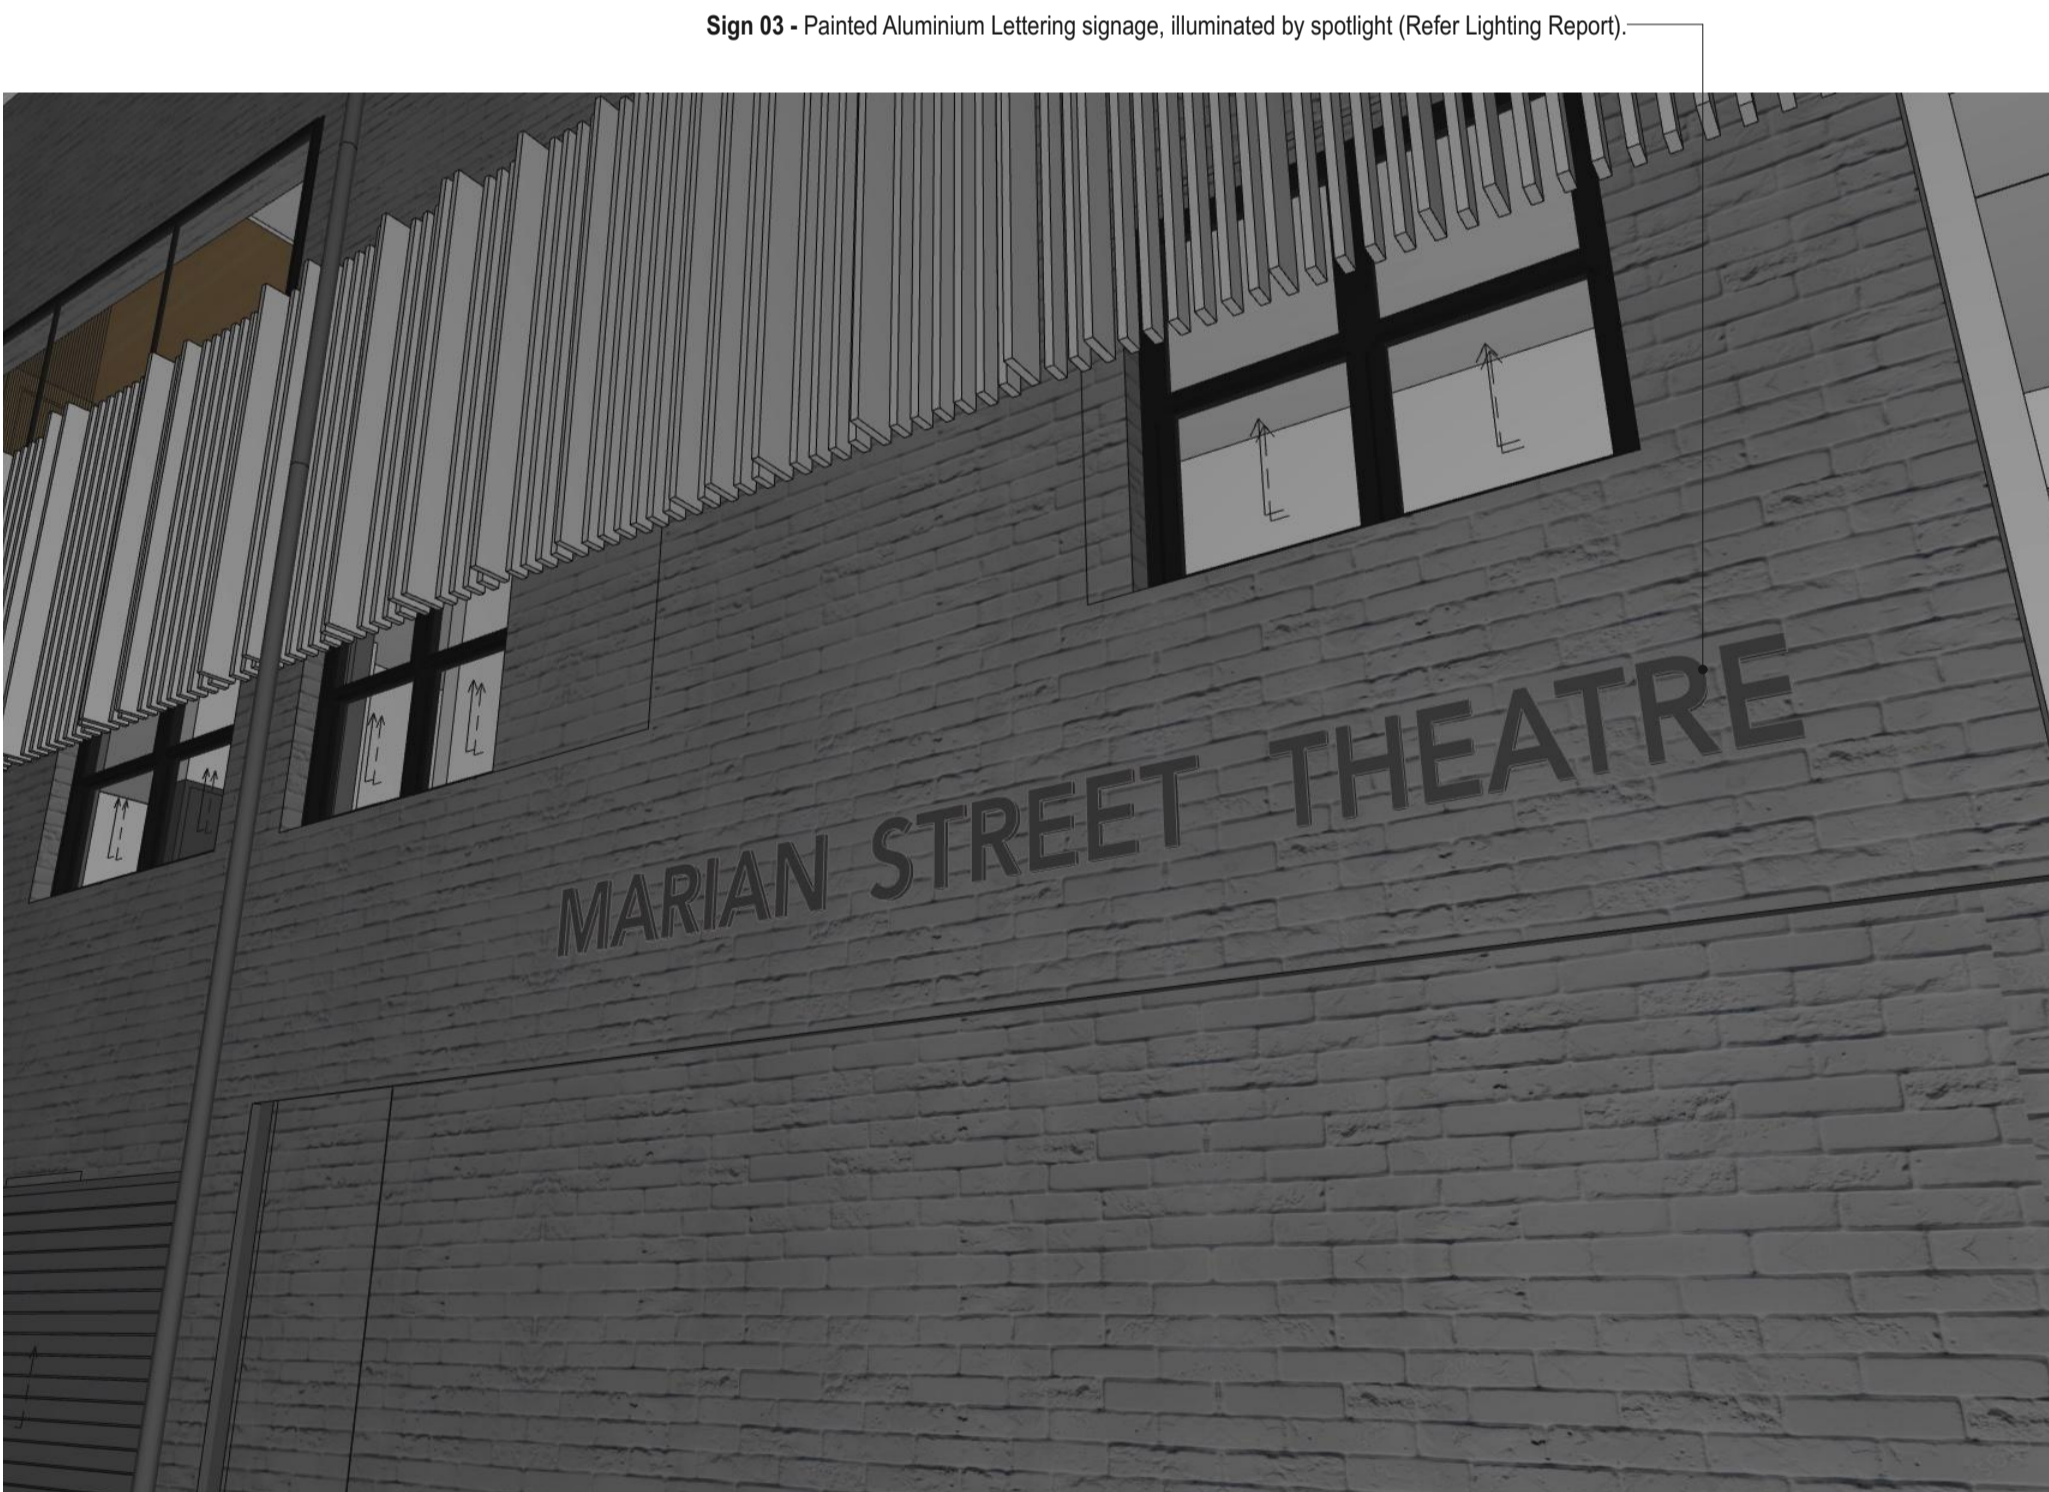 Sign 03 - Painted Aluminium Lettering signage, illuminated by spotlight (Refer Lighting Report).
MARIAN STREET THEATRE